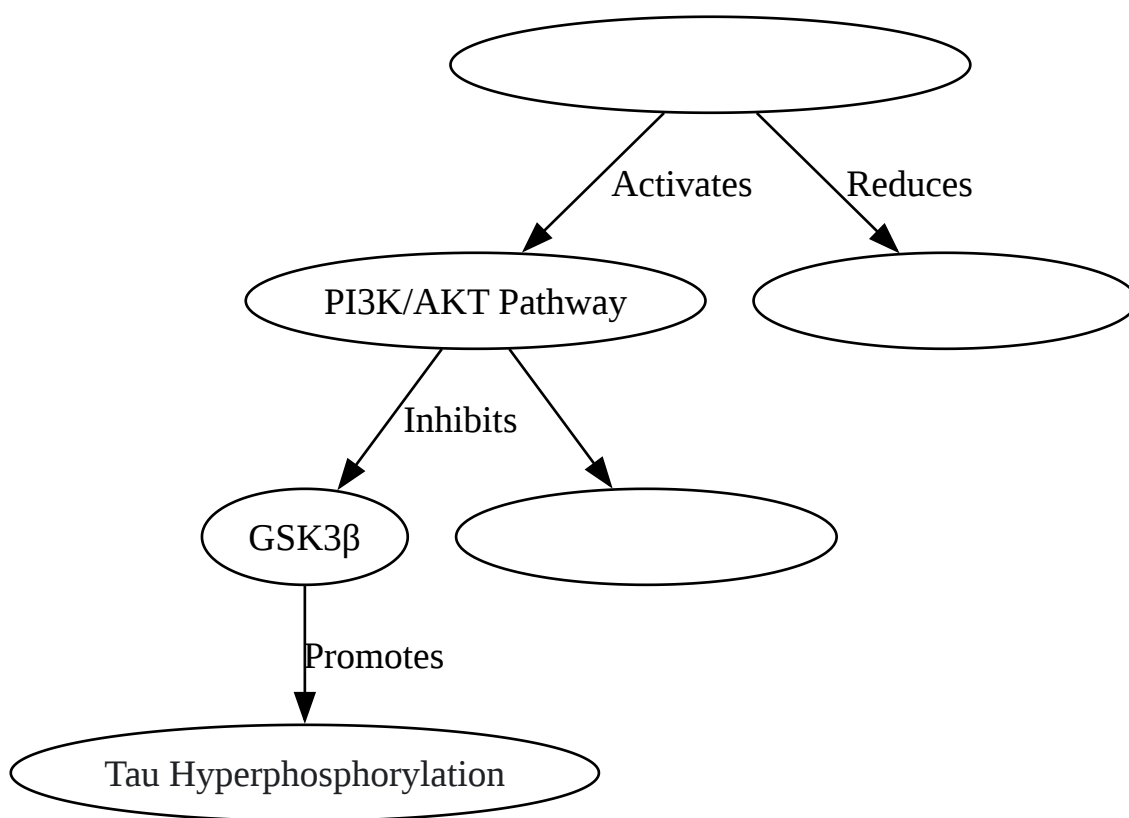 Activates
Reduces
PI3K/AKT Pathway
Inhibits
GSK3β
Promotes
Tau Hyperphosphorylation